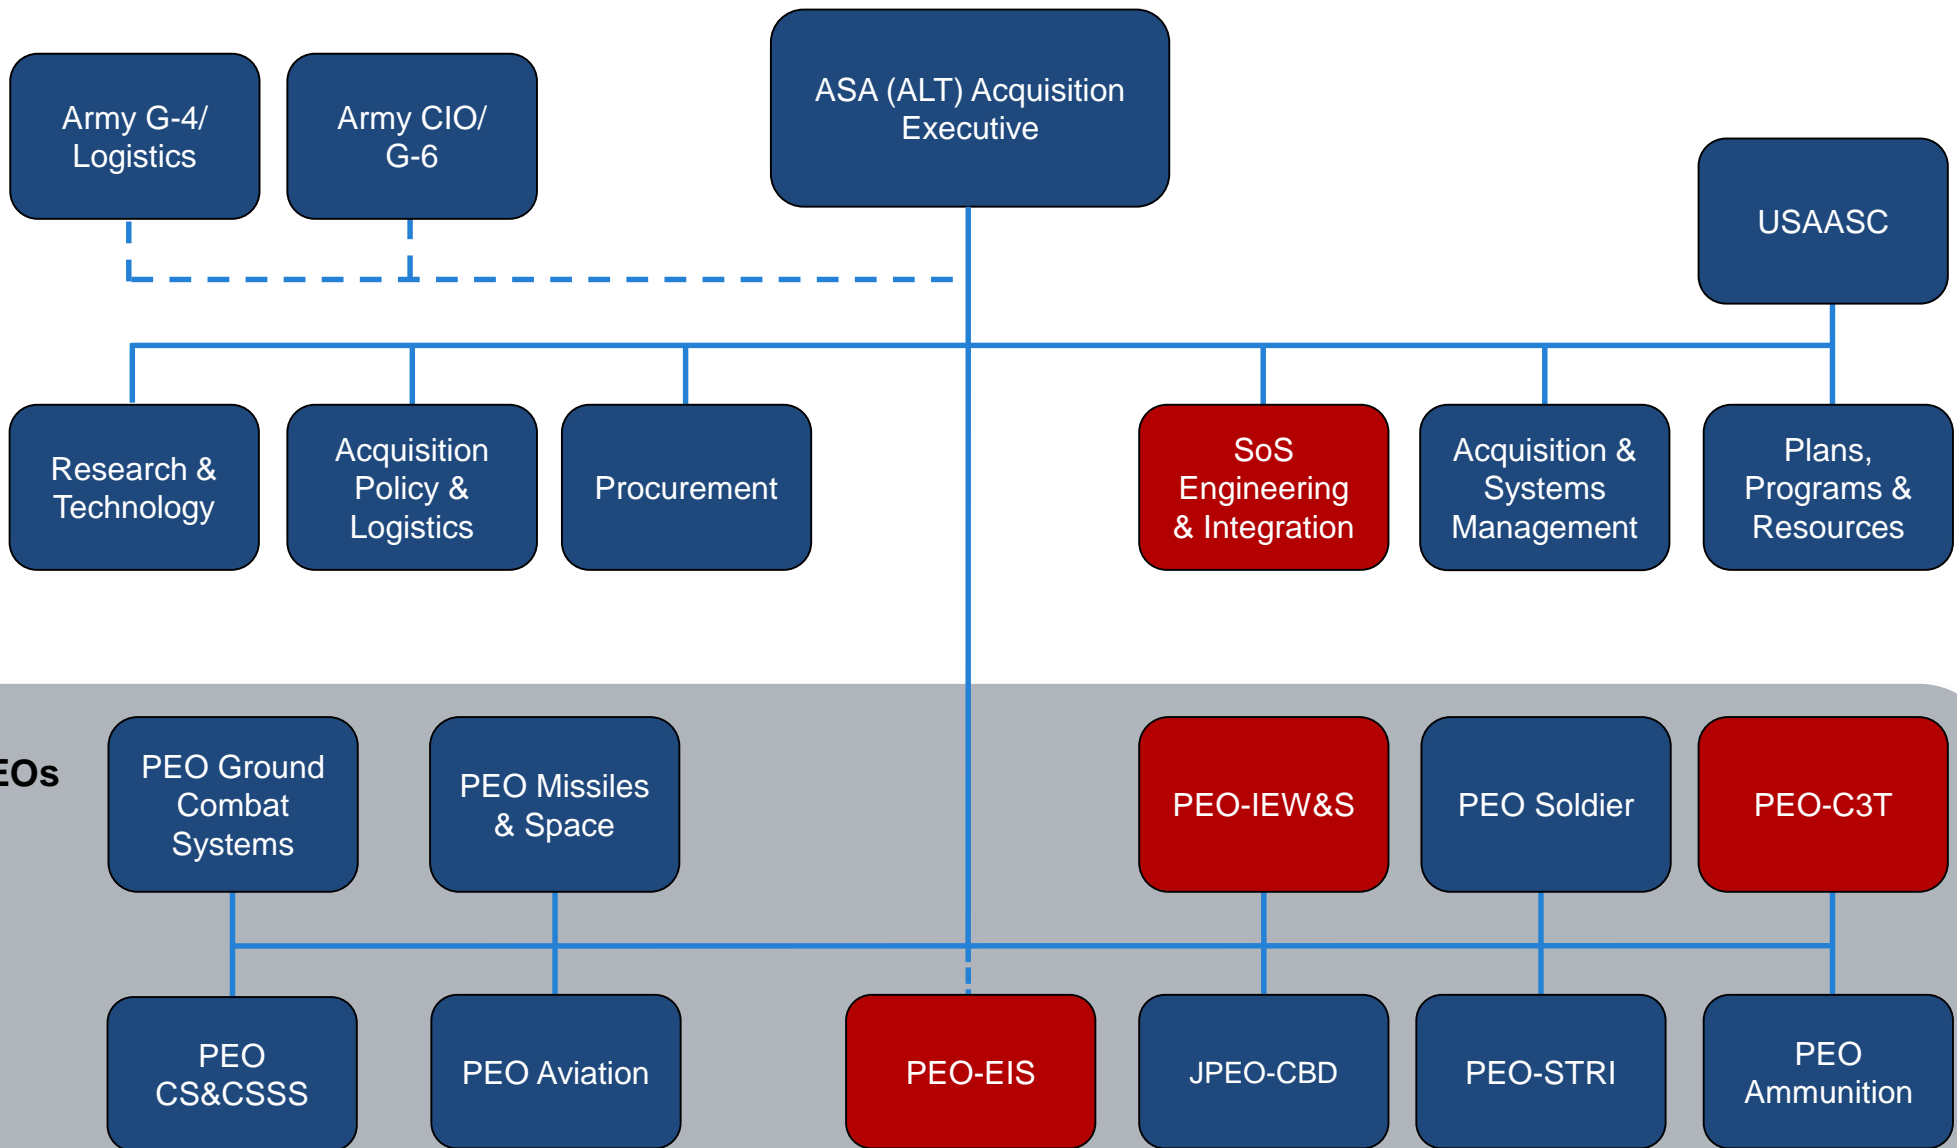 ASA (ALT) Acquisition
Executive
Army G-4/
Logistics
Army CIO/
G-6
USAASC
Research &
Technology
Acquisition
Policy &
Logistics
Procurement
SoS
Engineering
& Integration
Acquisition &
Systems
Management
Plans,
Programs &
Resources
EOs
PEO Ground
Combat
Systems
PEO Missiles
& Space
PEO-IEW&S
PEO Soldier
PEO-C3T
PEO
CS&CSSS
PEO Aviation
PEO-EIS
JPEO-CBD
PEO-STRI
PEO
Ammunition